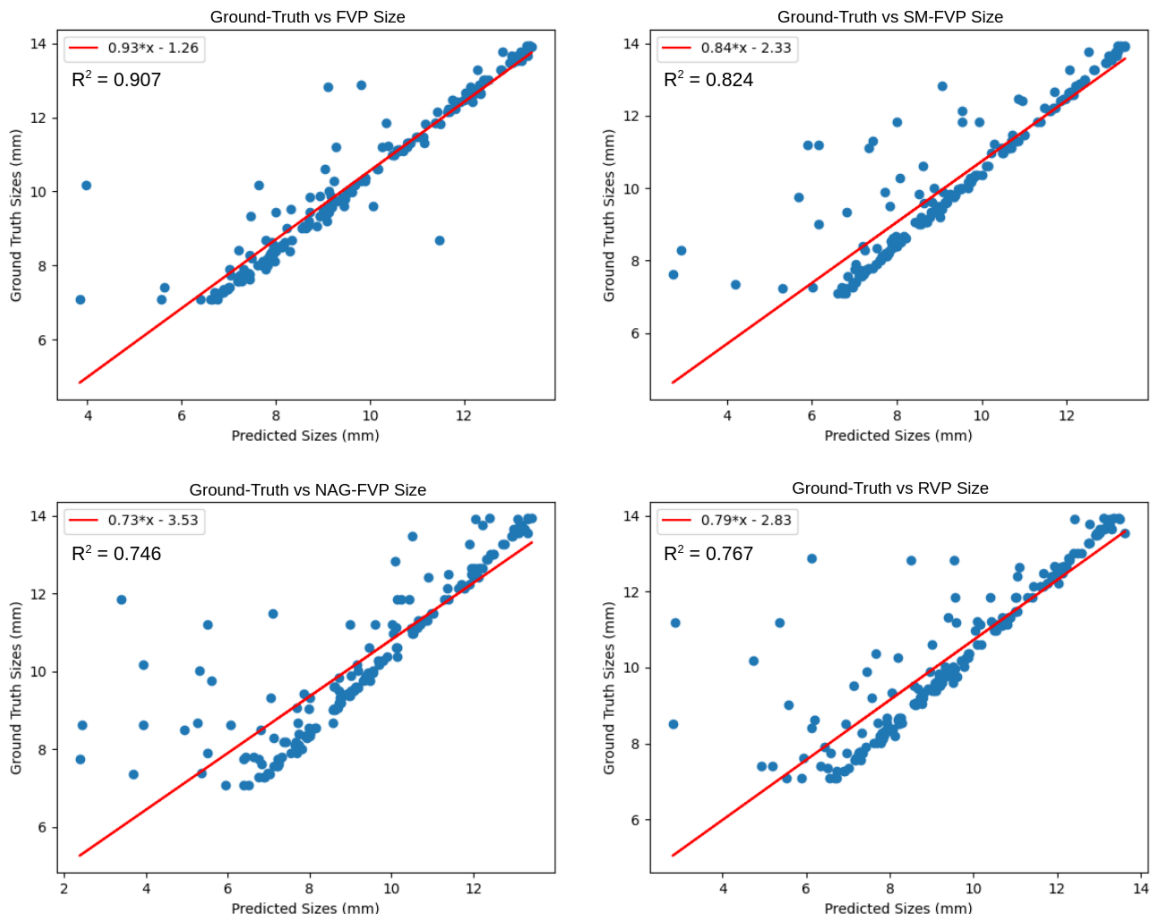 Ground-Truth vs FVP Size
0.93*x - 1.26
R² = 0.907
14
12
10
8
6
Ground Truth Sizes (mm)
4 6 8 10 12
Predicted Sizes (mm)
Ground-Truth vs SM-FVP Size
0.84*x - 2.33
R² = 0.824
14
12
10
8
6
Ground Truth Sizes (mm)
4 6 8 10 12
Predicted Sizes (mm)
Ground-Truth vs NAG-FVP Size
0.73*x - 3.53
R² = 0.746
14
12
10
8
6
Ground Truth Sizes (mm)
2 4 6 8 10 12
Predicted Sizes (mm)
Ground-Truth vs RVP Size
0.79*x - 2.83
R² = 0.767
14
12
10
8
6
Ground Truth Sizes (mm)
4 6 8 10 12 14
Predicted Sizes (mm)